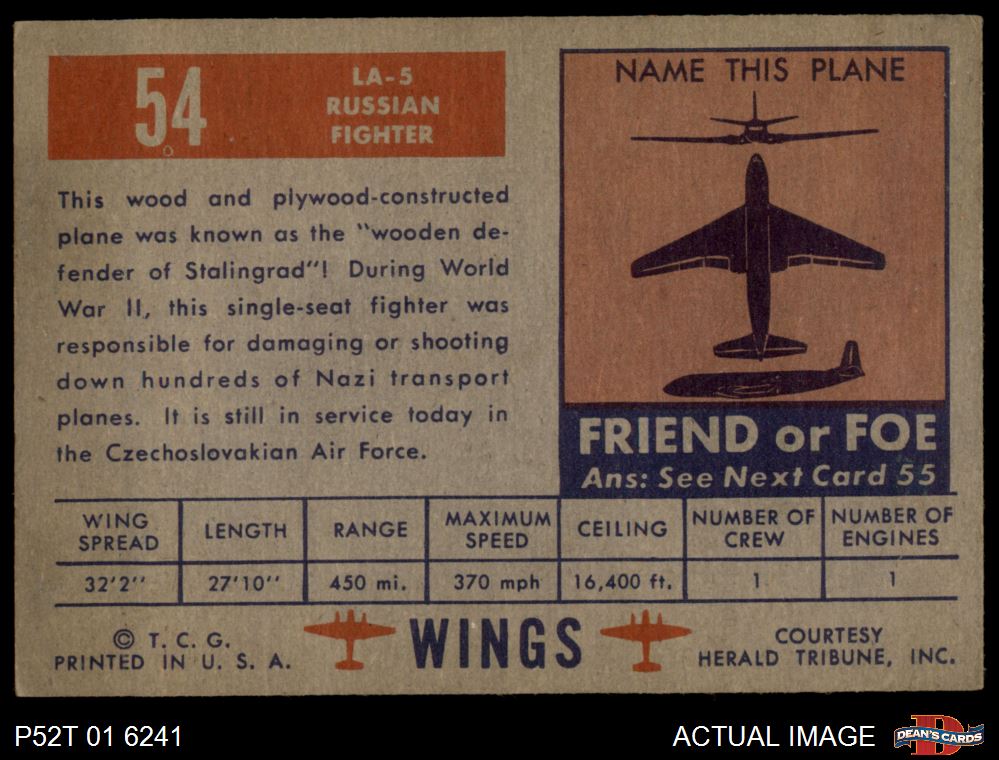 54
LA-5
RUSSIAN
FIGHTER
This wood and plywood-constructed
plane was known as the "wooden de-
fender of Stalingrad"! During World
War II, this single-seat fighter was
responsible for damaging or shooting
down hundreds of Nazi transport
planes. It is still in service today in
the Czechoslovakian Air Force.
NAME THIS PLANE
FRIEND or FOE
Ans: See Next Card 55
WING SPREAD LENGTH RANGE MAXIMUM SPEED CEILING NUMBER OF CREW NUMBER OF ENGINES
32'2'' 27'10'' 450 mi. 370 mph 16,400 ft. 1 1
© T. C. G.
PRINTED IN U. S. A.
WINGS
COURTESY
HERALD TRIBUNE, INC.
P52T 01 6241
ACTUAL IMAGE
D
DEAN'S CARDS